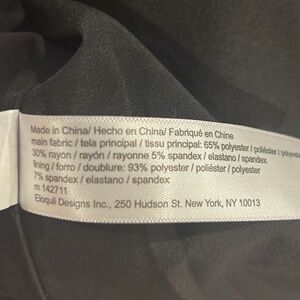 Made in China/ Hecho en China/ Fabriqué en Chine
main fabric / tela principal / tissu principal: 65% polyester / poliéster / polyester
30% rayon / rayón / rayonne 5% spandex / elastano / spandex
lining / forro / doublure: 93% polyester / poliéster / polyester
7% spandex / elastano / spandex
m 142711
Eloquii Designs Inc., 250 Hudson St. New York, NY 10013